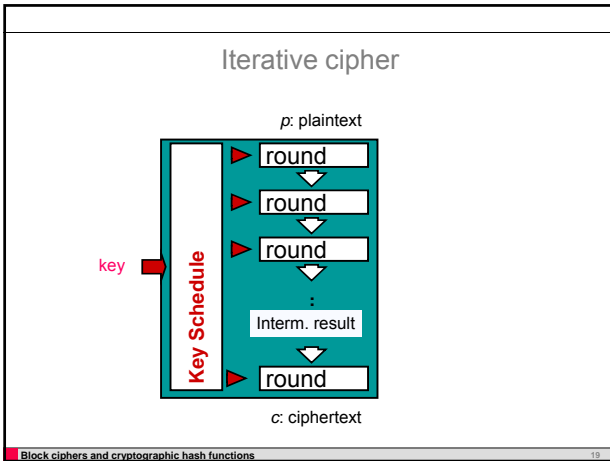 Iterative cipher
p: plaintext
round
round
round
key
Key Schedule
:
Interm. result
round
c: ciphertext
Block ciphers and cryptographic hash functions
19